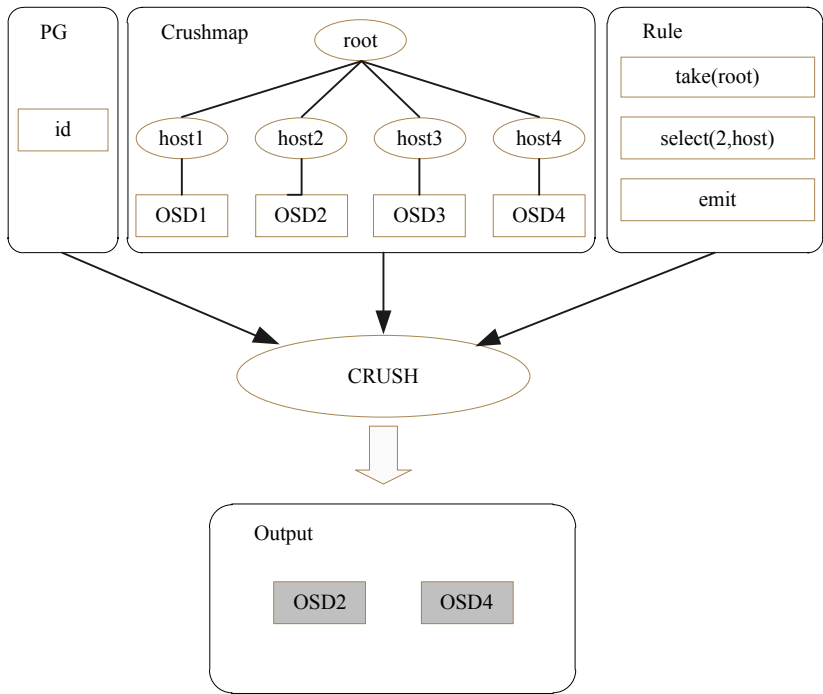 PG
id
Crushmap
root
host1
host2
host3
host4
OSD1
OSD2
OSD3
OSD4
Rule
take(root)
select(2,host)
emit
CRUSH
Output
OSD2
OSD4